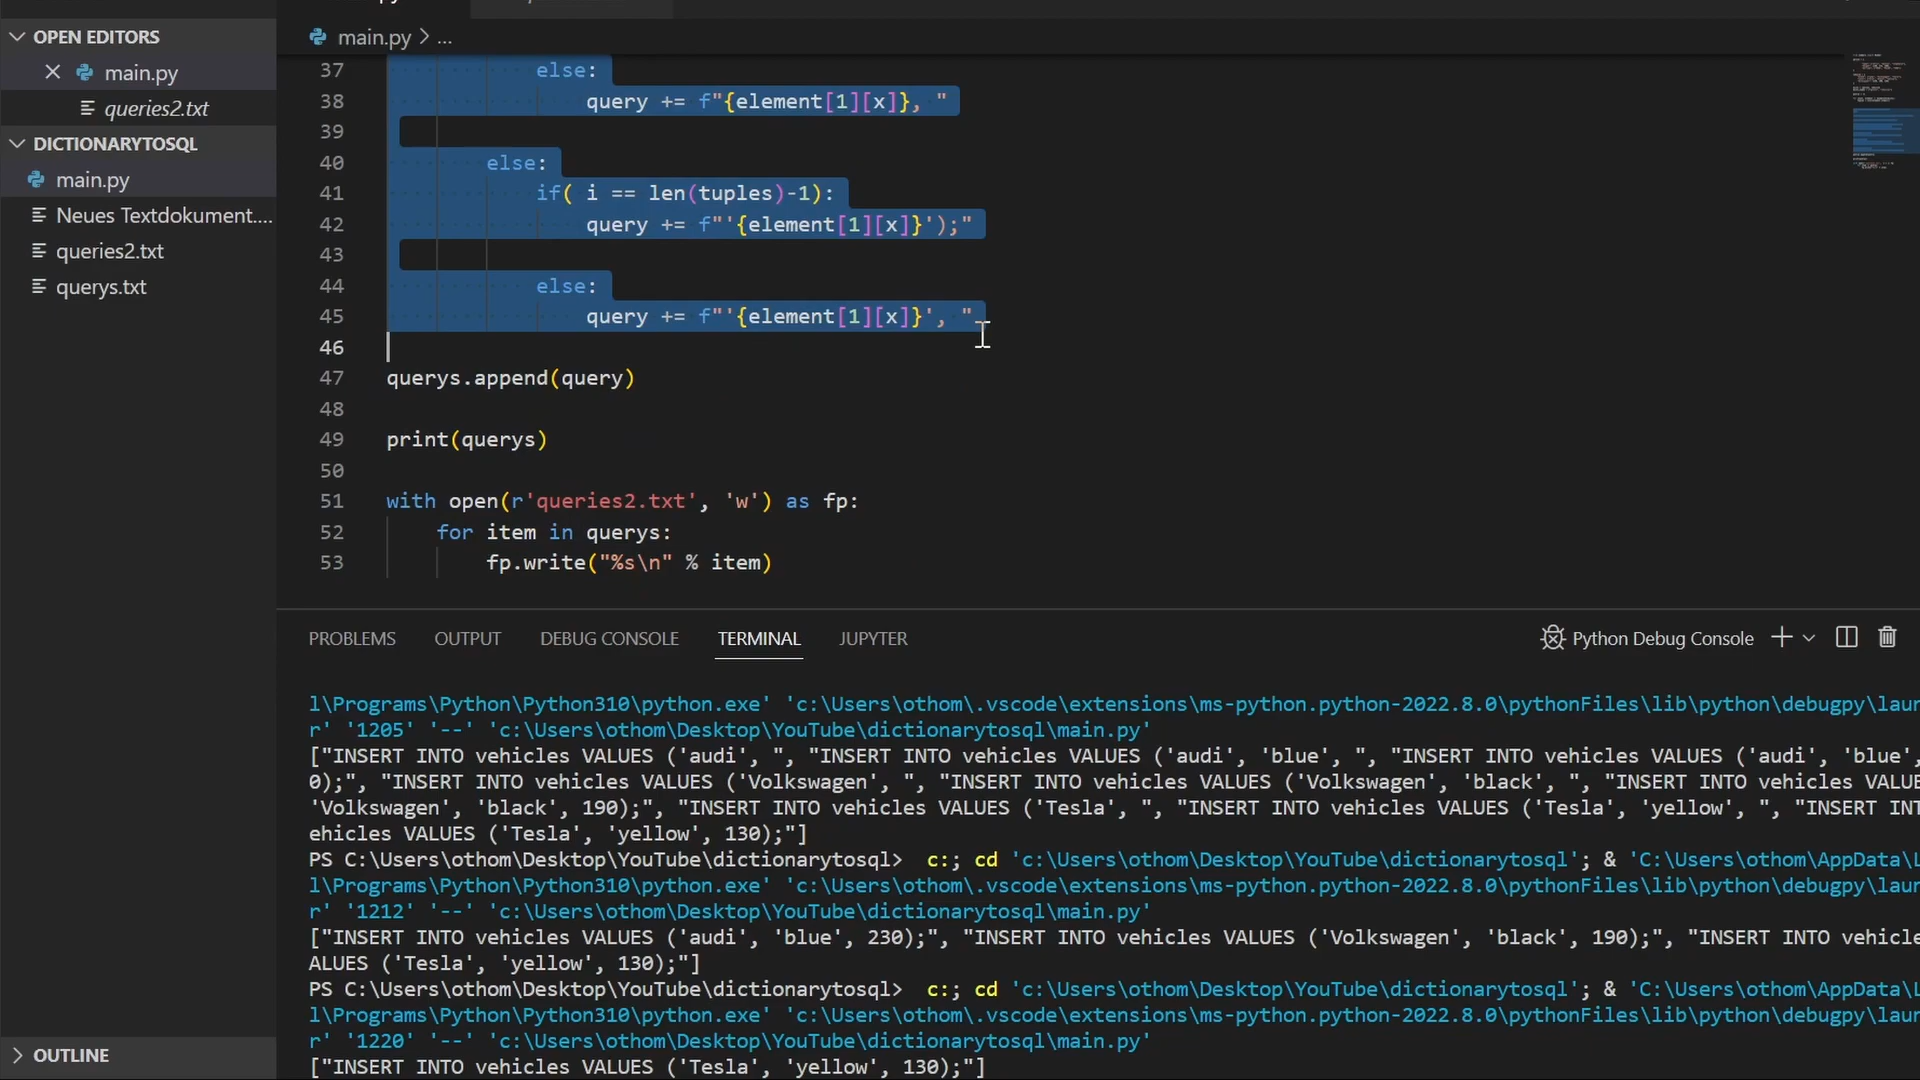 OPEN EDITORS
main.py
queries2.txt
DICTIONARYTOSQL
main.py
Neues Textdokument....
queries2.txt
querys.txt
OUTLINE
main.py > ...
37 else:
38 query += f"{element[1][x]}, "
39
40 else:
41 if( i == len(tuples)-1):
42 query += f"'{element[1][x]}');"
43
44 else:
45 query += f"'{element[1][x]}', "
46
47 querys.append(query)
48
49 print(querys)
50
51 with open(r'queries2.txt', 'w') as fp:
52 for item in querys:
53 fp.write("%s\n" % item)
PROBLEMS OUTPUT DEBUG CONSOLE TERMINAL JUPYTER Python Debug Console
l\Programs\Python\Python310\python.exe' 'c:\Users\othom\.vscode\extensions\ms-python.python-2022.8.0\pythonFiles\lib\python\debugpy\laun
r' '1205' '--' 'c:\Users\othom\Desktop\YouTube\dictionarytosql\main.py'
["INSERT INTO vehicles VALUES ('audi', ", "INSERT INTO vehicles VALUES ('audi', 'blue', ", "INSERT INTO vehicles VALUES ('audi', 'blue',
0);", "INSERT INTO vehicles VALUES ('Volkswagen', ", "INSERT INTO vehicles VALUES ('Volkswagen', 'black', ", "INSERT INTO vehicles VALUE
'Volkswagen', 'black', 190);", "INSERT INTO vehicles VALUES ('Tesla', ", "INSERT INTO vehicles VALUES ('Tesla', 'yellow', ", "INSERT INT
ehicles VALUES ('Tesla', 'yellow', 130);"]
PS C:\Users\othom\Desktop\YouTube\dictionarytosql> c:; cd 'c:\Users\othom\Desktop\YouTube\dictionarytosql'; & 'C:\Users\othom\AppData\L
l\Programs\Python\Python310\python.exe' 'c:\Users\othom\.vscode\extensions\ms-python.python-2022.8.0\pythonFiles\lib\python\debugpy\laun
r' '1212' '--' 'c:\Users\othom\Desktop\YouTube\dictionarytosql\main.py'
["INSERT INTO vehicles VALUES ('audi', 'blue', 230);", "INSERT INTO vehicles VALUES ('Volkswagen', 'black', 190);", "INSERT INTO vehicle
ALUES ('Tesla', 'yellow', 130);"]
PS C:\Users\othom\Desktop\YouTube\dictionarytosql> c:; cd 'c:\Users\othom\Desktop\YouTube\dictionarytosql'; & 'C:\Users\othom\AppData\L
l\Programs\Python\Python310\python.exe' 'c:\Users\othom\.vscode\extensions\ms-python.python-2022.8.0\pythonFiles\lib\python\debugpy\laun
r' '1220' '--' 'c:\Users\othom\Desktop\YouTube\dictionarytosql\main.py'
["INSERT INTO vehicles VALUES ('Tesla', 'yellow', 130);"]